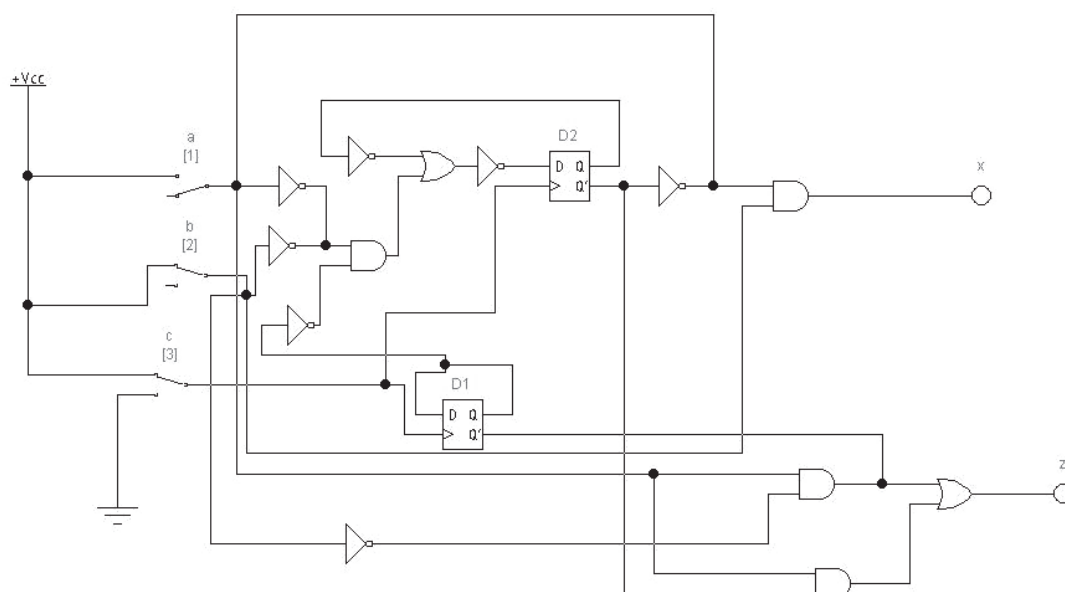 +Vcc
a
[1]
b
[2]
c
[3]
D2
D Q
Q'
x
D1
D Q
Q'
z